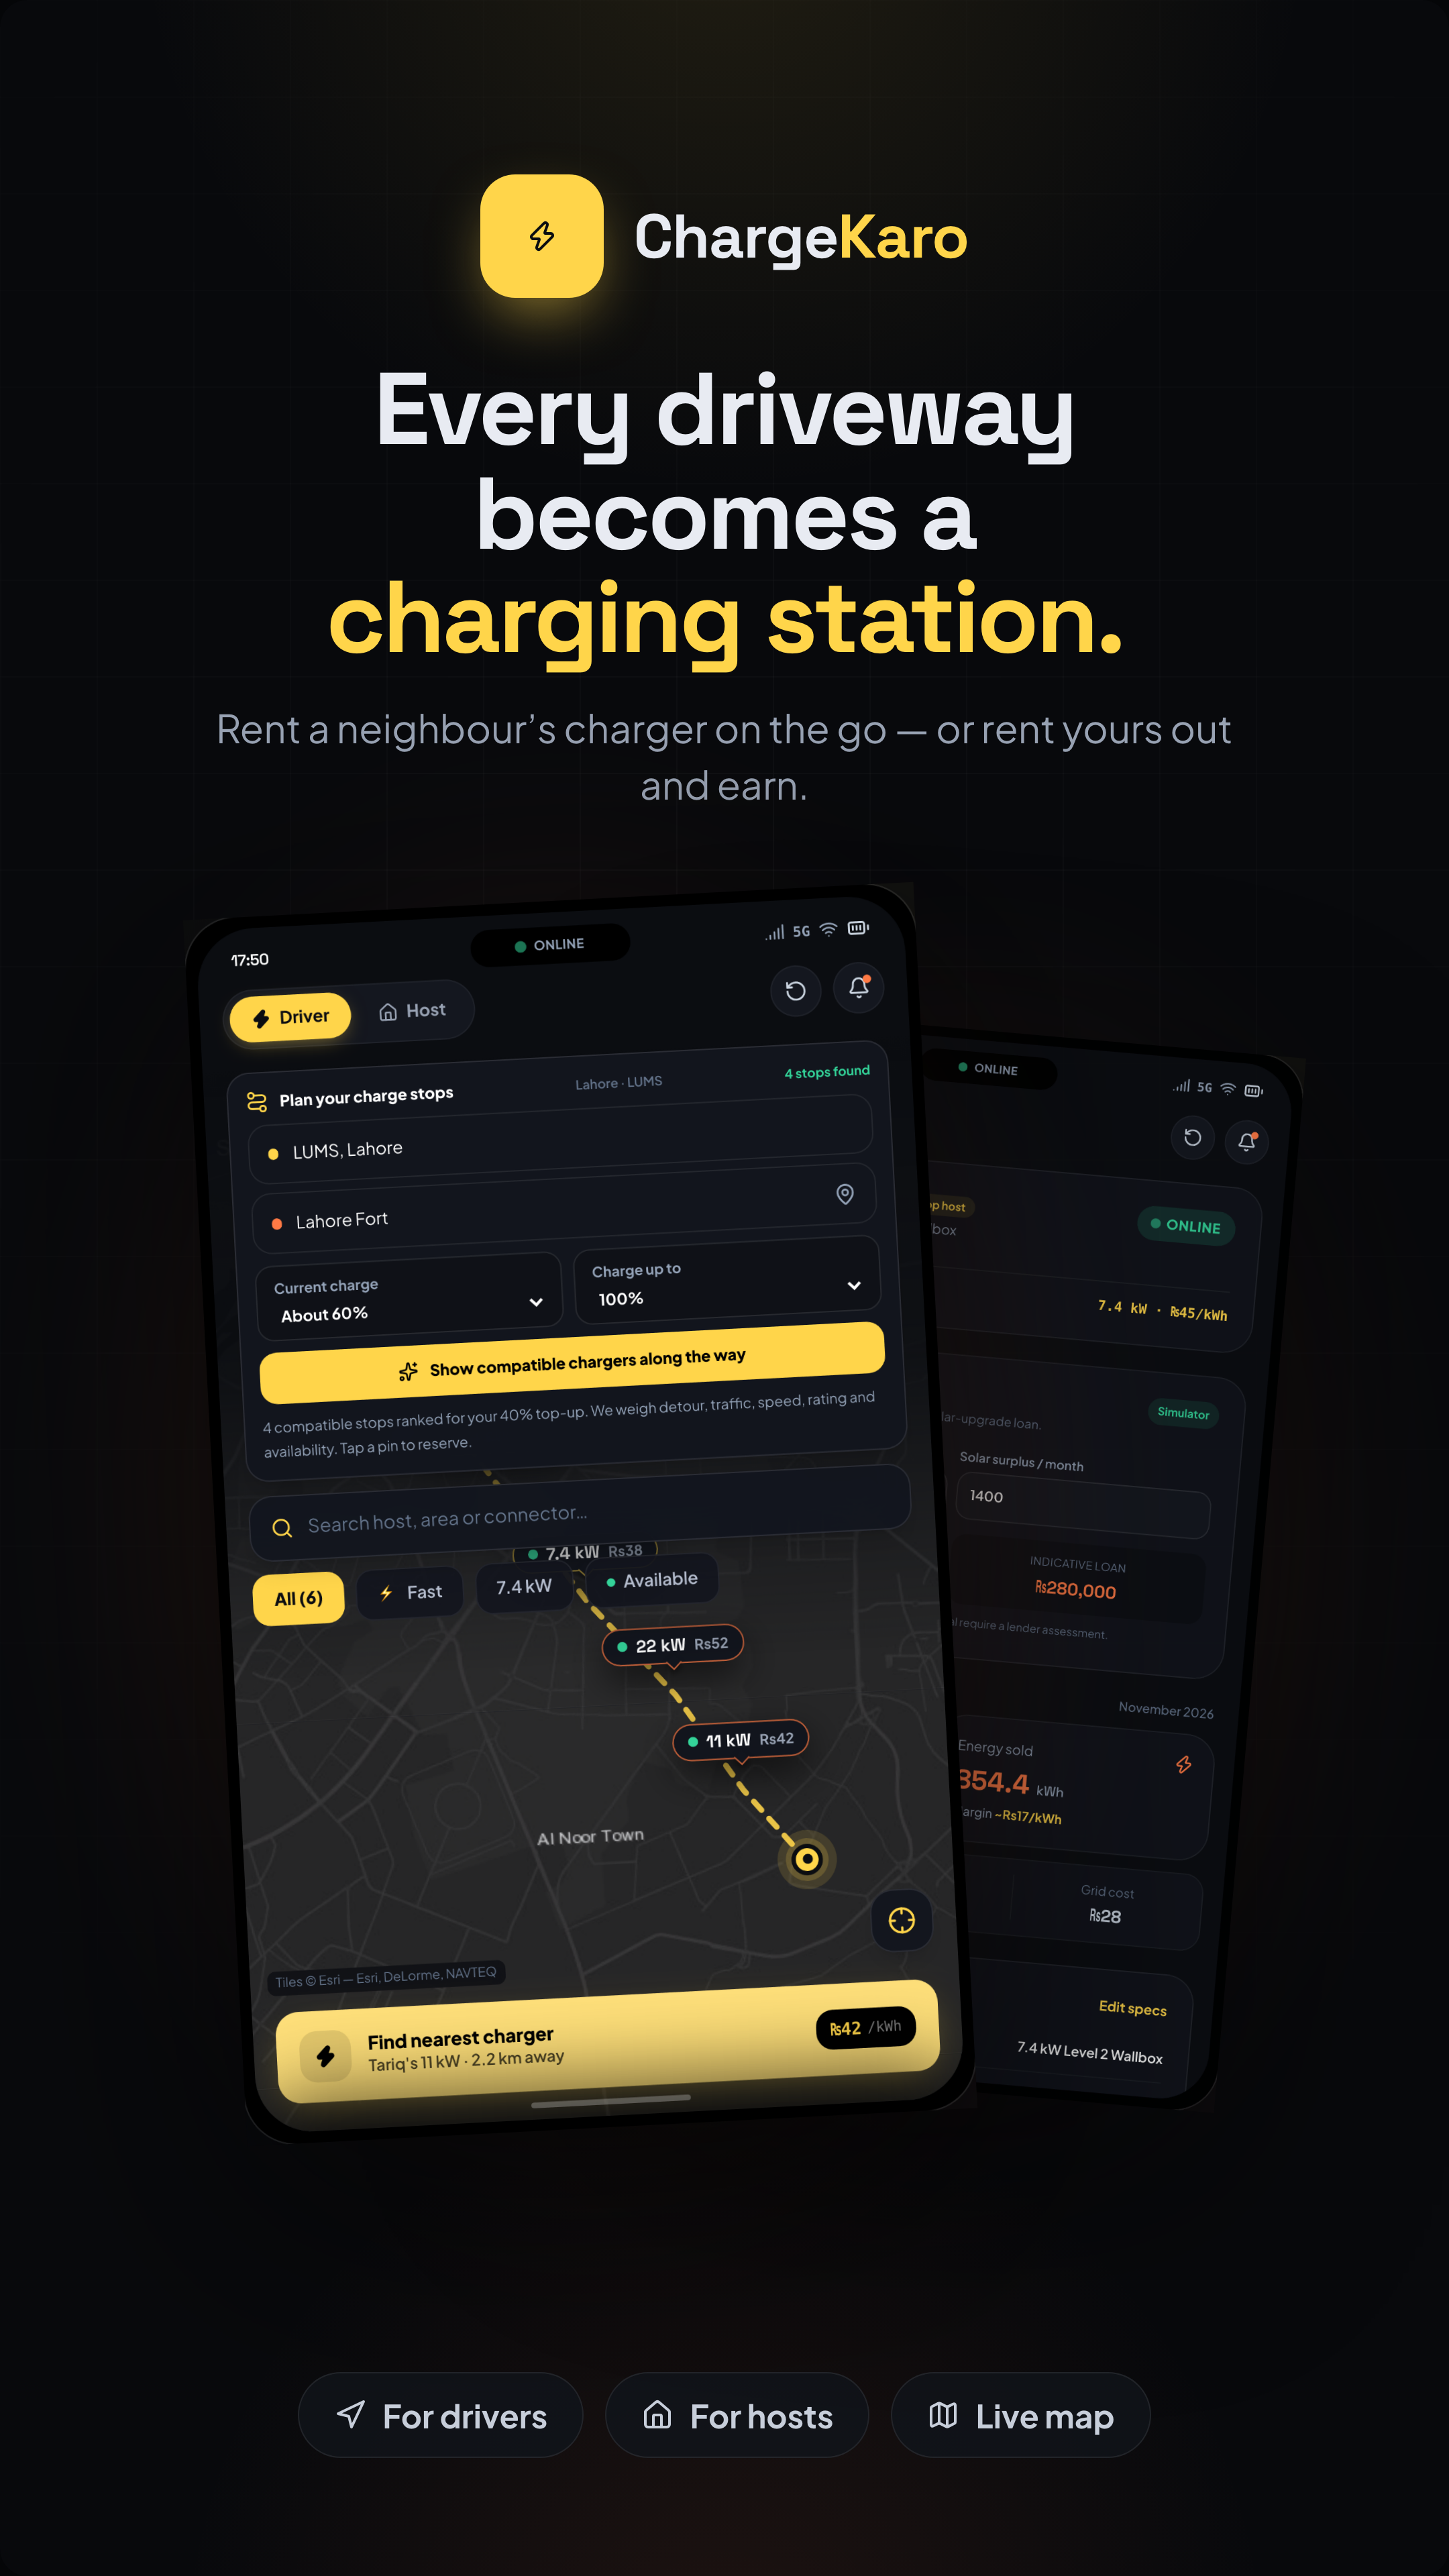 ChargeKaro
Every driveway
becomes a
charging station.
Rent a neighbour’s charger on the go — or rent yours out
and earn.
17:50
ONLINE
5G
Driver
Host
Plan your charge stops
Lahore · LUMS
4 stops found
LUMS, Lahore
Lahore Fort
Current charge
About 60%
Charge up to
100%
Show compatible chargers along the way
4 compatible stops ranked for your 40% top-up. We weigh detour, traffic, speed, rating and
availability. Tap a pin to reserve.
Search host, area or connector...
7.4 kW Rs38
All (6)
Fast
7.4 kW
Available
22 kW Rs52
11 kW Rs42
Al Noor Town
Tiles © Esri — Esri, DeLorme, NAVTEQ
Find nearest charger
Tariq's 11 kW · 2.2 km away
₨42 /kWh
ONLINE
5G
host
ONLINE
7.4 kW · ₨45/kWh
Simulator
loan.
Solar surplus / month
1400
INDICATIVE LOAN
₨280,000
require a lender assessment.
November 2026
Energy sold
354.4 kWh
~Rs17/kWh
Grid cost
₨28
Edit specs
7.4 kW Level 2 Wallbox
For drivers
For hosts
Live map